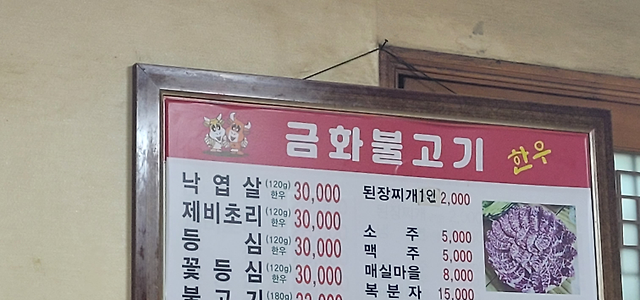 금화불고기 한우
낙엽살 (120g) 한우 30,000
제비초리 (120g) 한우 30,000
등심 (120g) 한우 30,000
꽃등심 (120g) 한우 30,000
불고기 (180g)
된장찌개1인 2,000
소주 5,000
맥주 5,000
매실마을 8,000
복분자 15,000